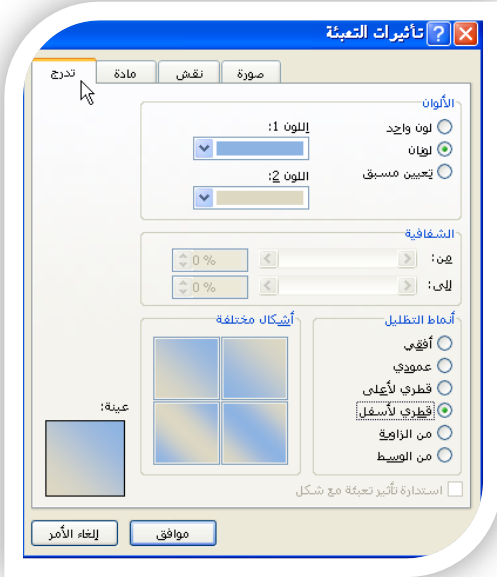 تأثيرات التعبئة
تدرج
مادة
نقش
صورة
الألوان
لون واحد
لونان
تعيين مسبق
اللون 1:
اللون 2:
الشفافية
من:
0 %
إلى:
0 %
أنماط التظليل
أفقي
عمودي
قطري لأعلى
قطري لأسفل
من الزاوية
من الوسط
أشكال مختلفة
عينة:
استدارة تأثير تعبئة مع شكل
موافق
إلغاء الأمر